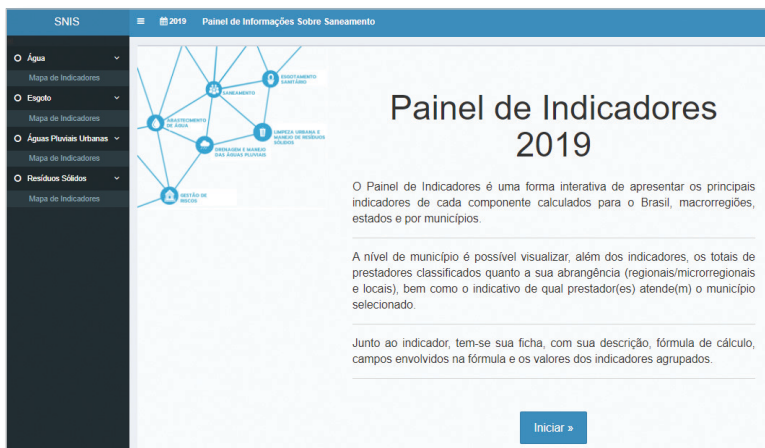 SNIS
2019 Painel de Informações Sobre Saneamento
Água
Mapa de Indicadores
Esgoto
Mapa de Indicadores
Águas Pluviais Urbanas
Mapa de Indicadores
Resíduos Sólidos
Mapa de Indicadores
ESGOTAMENTO
SANITÁRIO
SANEAMENTO
ABASTECIMENTO
DE ÁGUA
LIMPEZA URBANA E
MANEJO DE RESÍDUOS
SÓLIDOS
DRENAGEM E MANEJO
DAS ÁGUAS PLUVIAIS
GESTÃO DE
RISCOS
Painel de Indicadores
2019
O Painel de Indicadores é uma forma interativa de apresentar os principais
indicadores de cada componente calculados para o Brasil, macrorregiões,
estados e por municípios.
A nível de município é possível visualizar, além dos indicadores, os totais de
prestadores classificados quanto a sua abrangência (regionais/microrregionais
e locais), bem como o indicativo de qual prestador(es) atende(m) o município
selecionado.
Junto ao indicador, tem-se sua ficha, com sua descrição, fórmula de cálculo,
campos envolvidos na fórmula e os valores dos indicadores agrupados.
Iniciar »